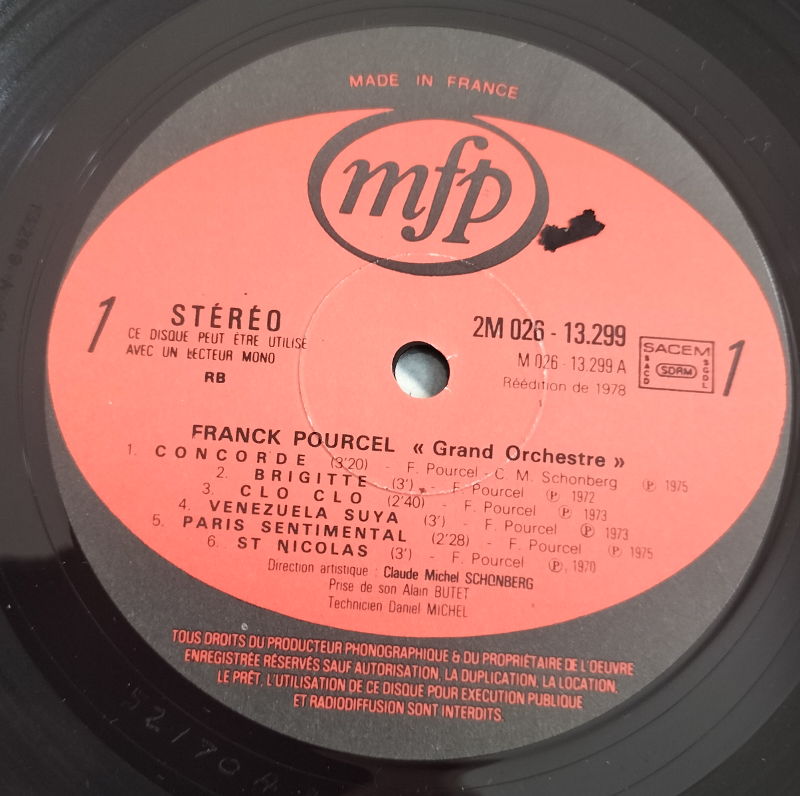 MADE IN FRANCE
mfp
1
STÉRÉO
CE DISQUE PEUT ÊTRE UTILISÉ
AVEC UN LECTEUR MONO
RB
2M 026 - 13.299
M 026 - 13.299 A
Réédition de 1978
SACEM
SACD
SDRM
SGDL
1
FRANCK POURCEL « Grand Orchestre »
1. CONCORDE (3'20) - F. Pourcel - C. M. Schonberg ℗ 1975
2. BRIGITTE (3') - F. Pourcel ℗ 1972
3. CLO CLO (2'40) - F. Pourcel ℗ 1973
4. VENEZUELA SUYA (3') - F. Pourcel ℗ 1973
5. PARIS SENTIMENTAL (2'28) - F. Pourcel ℗ 1975
6. ST NICOLAS (3') - F. Pourcel ℗ 1970
Direction artistique : Claude Michel SCHONBERG
Prise de son Alain BUTET
Technicien Daniel MICHEL
TOUS DROITS DU PRODUCTEUR PHONOGRAPHIQUE & DU PROPRIÉTAIRE DE L'OEUVRE
ENREGISTRÉE RÉSERVÉS SAUF AUTORISATION, LA DUPLICATION, LA LOCATION,
LE PRÊT, L'UTILISATION DE CE DISQUE POUR EXECUTION PUBLIQUE
ET RADIODIFFUSION SONT INTERDITS.
52170 A